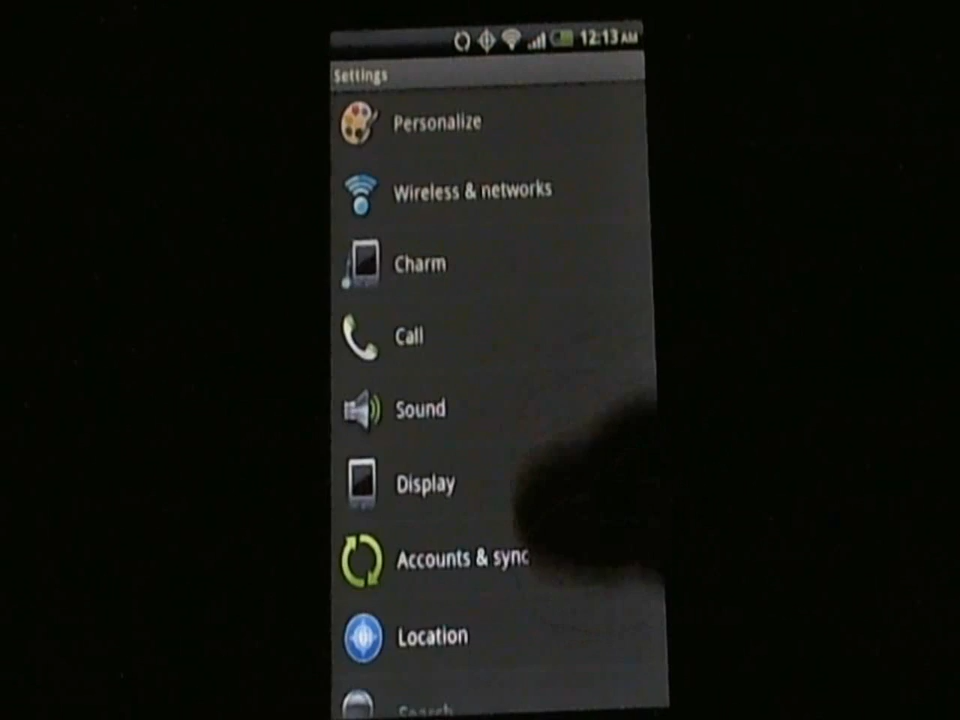 12:13 AM
Settings
Personalize
Wireless & networks
Charm
Call
Sound
Display
Accounts & sync
Location
Search